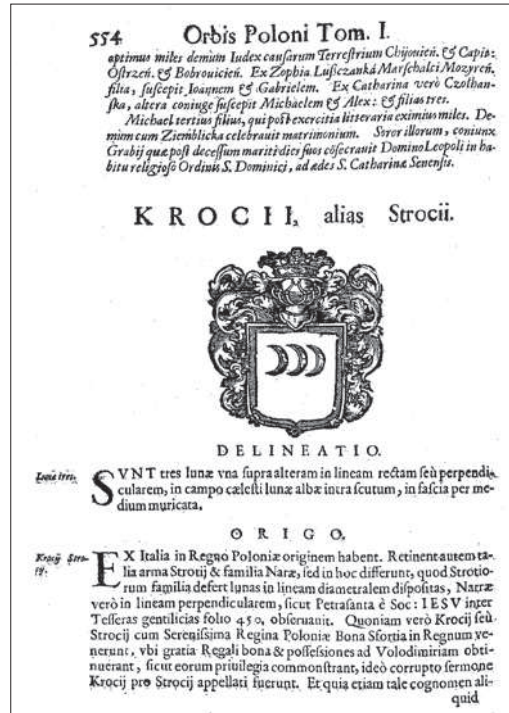 554 Orbis Poloni Tom. I.
optimus miles demum Iudex causarum Terrestrium Chijouień. & Capit:
Ostrzeń. & Bobrouicień. Ex Zophia Lüßczanká Marschalci Mozyreń.
filia, suscepit Ioannem & Gabrielem. Ex Catharina verò Czolhan-
ska, altera coniuge suscepit Michaelem & Alex: & filias tres.
Michael tertius filius, qui post exercitia litteraria eximius miles. De-
mùm cum Ziemblicka celebrauit matrimonium. Soror illorum, coniunx
Grabij quæ post decessum mariti dies suos cõsecrauit Domino Leopoli in ha-
bitu religioso Ordinis S. Dominici, ad ædes S. Catharinæ Senensis.
KROCII, alias Strocii.
DELINEATIO.
Lunæ tres.
SVNT tres lunæ vna supra alteram in lineam rectam seù perpendi-
cularem, in campo cælesti lunæ albæ intra scutum, in fascia per me-
dium muricata.
ORIGO.
Krocij Stro-
tij.
EX Italia in Regno Poloniæ originem habent. Retinent autem ta-
lia arma Strotij & familia Naræ, sed in hoc differunt, quod Strotio-
rum familia defert lunas in lineam diametralem dispositas, Narræ
verò in lineam perpendicularem, sicut Petrasanta è Soc: IESV inter
Tesseras gentilicias folio 450, obseruauit. Quoniam verò Krocij seù
Strocij cum Serenissima Regina Poloniæ Bona Sfortia in Regnum ve-
nerunt, vbi gratia Regali bona & possessiones ad Volodimiriam obti-
nuerant, sicut eorum priuilegia commonstrant, ideò corrupto sermone
Krocij pro Strocij appellati fuerunt. Et quia etiam tale cognomen ali-
quid